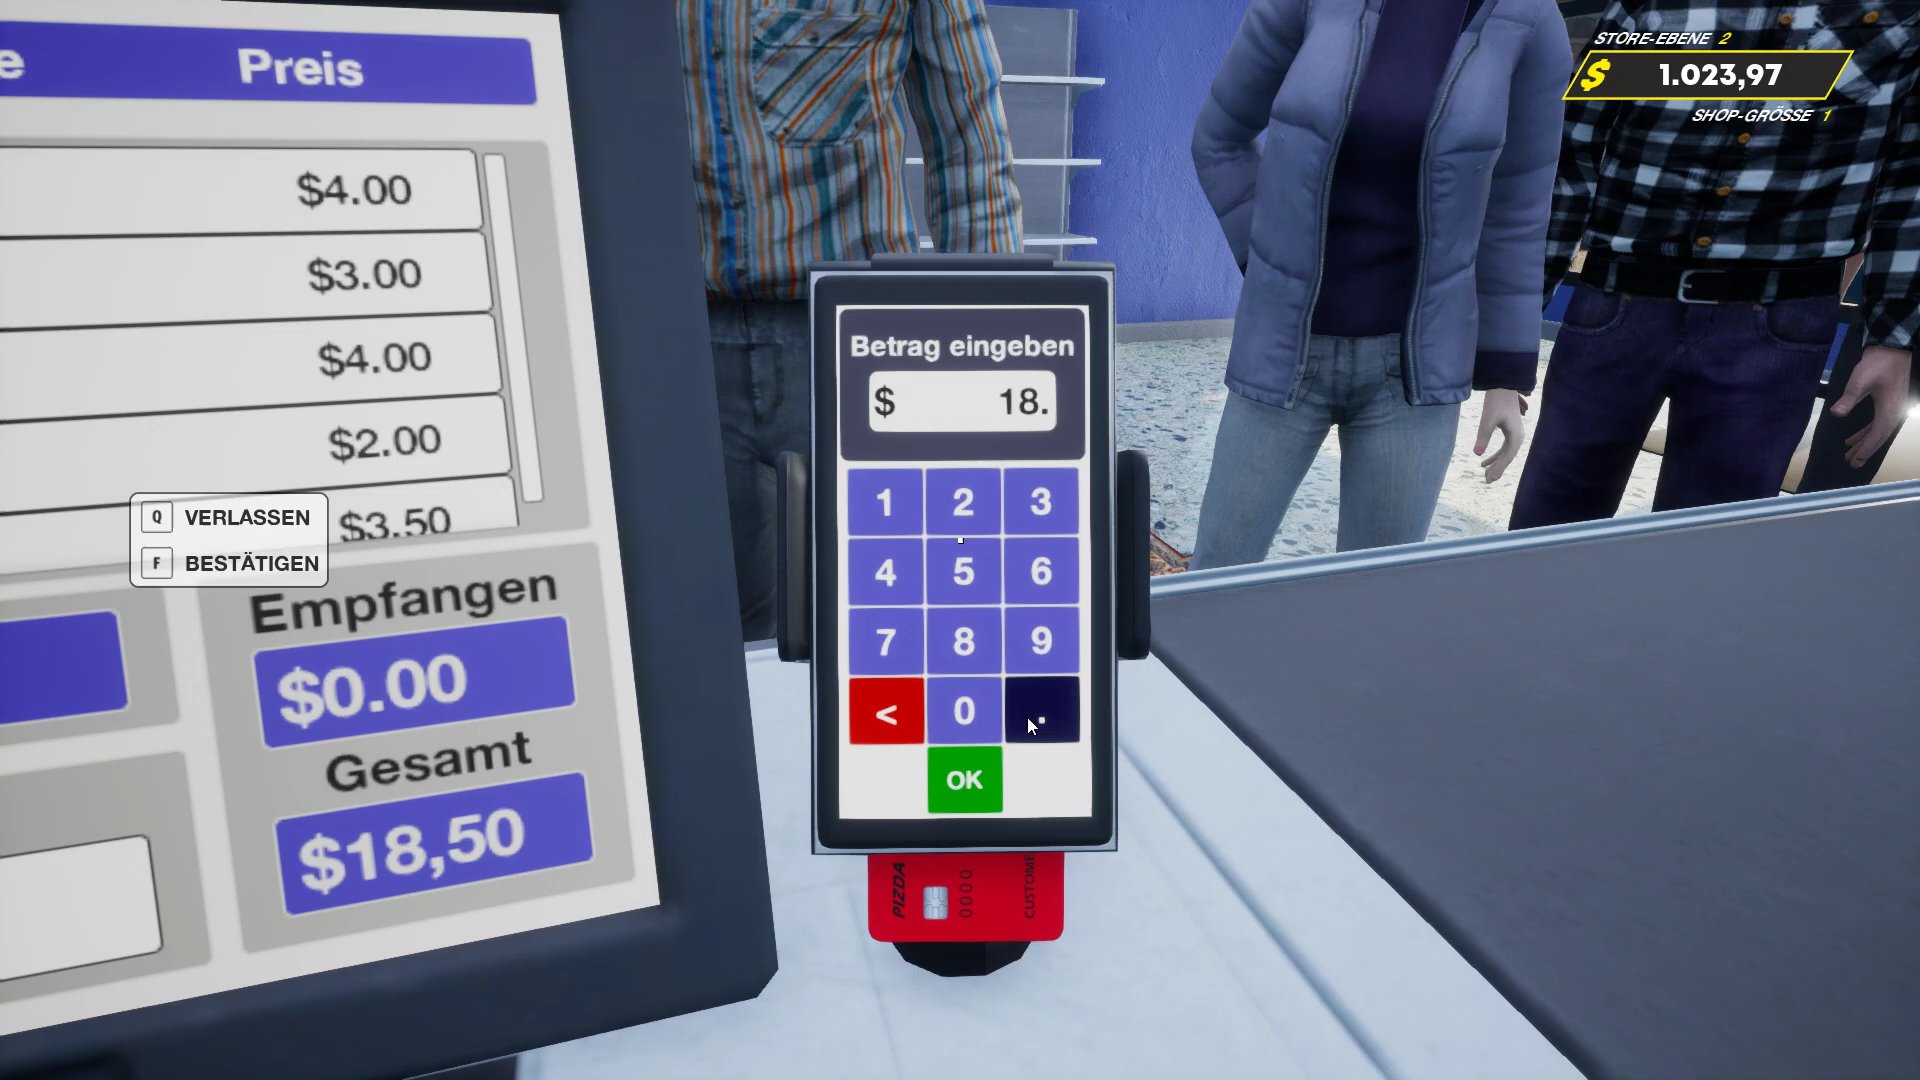 e Preis
$4.00
$3.00
$4.00
$2.00
$3.50
Q VERLASSEN
F BESTÄTIGEN
Empfangen
$0.00
Gesamt
$18,50
Betrag eingeben
$ 18.
1 2 3
4 5 6
7 8 9
< 0 .
OK
PIZDA
0000
CUSTOME
STORE-EBENE 2
$ 1.023,97
SHOP-GRÖSSE 1